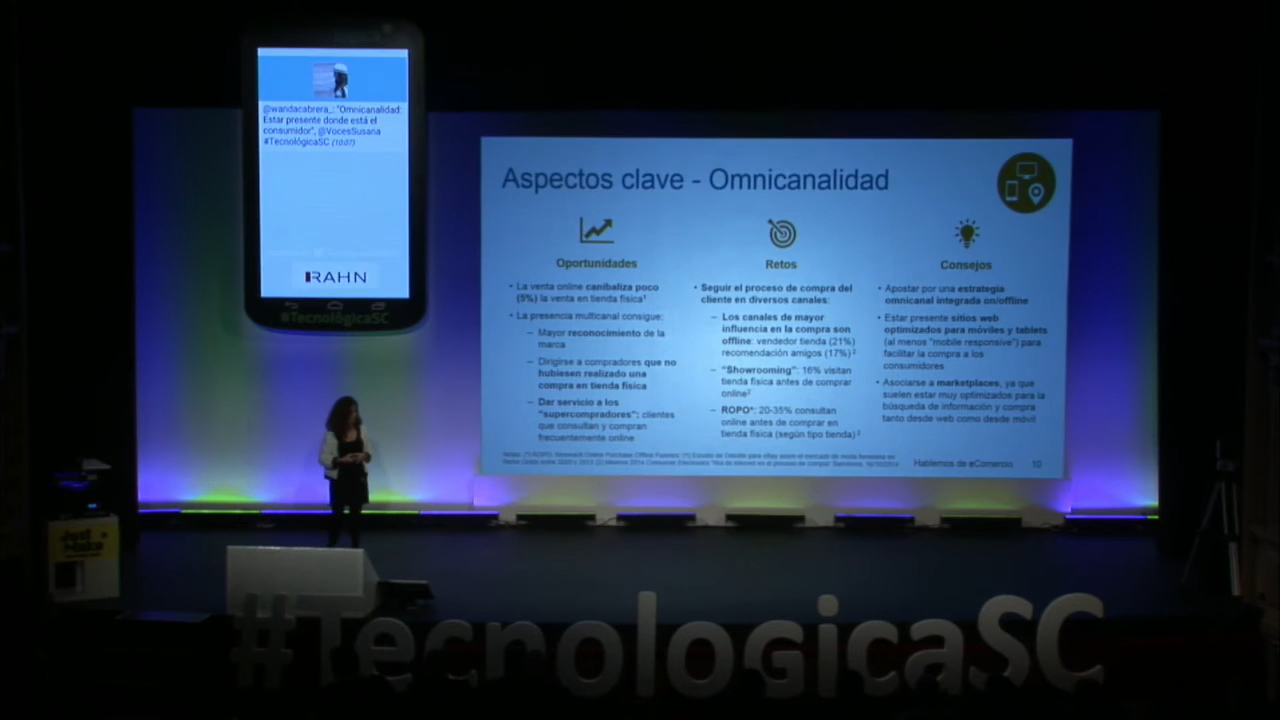 @wandacabrera_: "Omnicanalidad:
Estar presente donde está el
consumidor", @VocesSusana
#TecnológicaSC (10:07)
RAHN
#TecnológicaSC
Aspectos clave - Omnicanalidad
Oportunidades
• La venta online canibaliza poco
(5%) la venta en tienda física¹
• La presencia multicanal consigue:
– Mayor reconocimiento de la
marca
– Dirigirse a compradores que no
hubiesen realizado una
compra en tienda física
– Dar servicio a los
"supercompradores": clientes
que consultan y compran
frecuentemente online
Retos
• Seguir el proceso de compra del
cliente en diversos canales:
– Los canales de mayor
influencia en la compra son
offline: vendedor tienda (21%)
recomendación amigos (17%)²
– "Showrooming": 16% visitan
tienda física antes de comprar
online²
– ROPO*: 20-35% consultan
online antes de comprar en
tienda física (según tipo tienda)²
Consejos
• Apostar por una estrategia
omnicanal integrada on/offline
• Estar presente sitios web
optimizados para móviles y tablets
(al menos "mobile responsive") para
facilitar la compra a los
consumidores
• Asociarse a marketplaces, ya que
suelen estar muy optimizados para la
búsqueda de información y compra
tanto desde web como desde móvil
Hablemos de eComercio 10
Just
Make
#TecnologicaSC